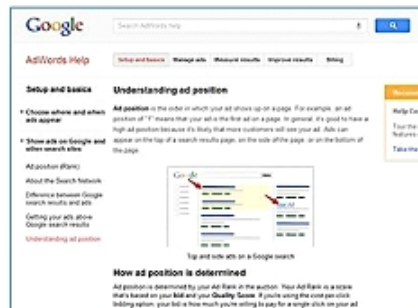 Google
Search AdWords help
AdWords Help
Setup and basics
Manage ads
Measure results
Improve results
Billing
Setup and basics
Choose where and when
ads appear
Show ads on Google and
other search sites
Ad position (Rank)
About the Search Network
Difference between Google
search results and ads
Getting your ads above
Google search results
Understanding ad position
Understanding ad position
Ad position is the order in which your ad shows up on a page. For example, an ad
position of "1" means that your ad is the first ad on a page. In general, it's good to have a
high ad position because it's likely that more customers will see your ad. Ads can
appear on the top of a search results page, on the side of the page, or on the bottom of
the page.
Top and side ads on a Google search
How ad position is determined
Ad position is determined by your Ad Rank in the auction. Your Ad Rank is a score
that's based on your bid and your Quality Score. If you're using the cost-per-click
bidding option, your bid is how much you're willing to pay for a single click on your ad
Help
Tour the
features
Take the